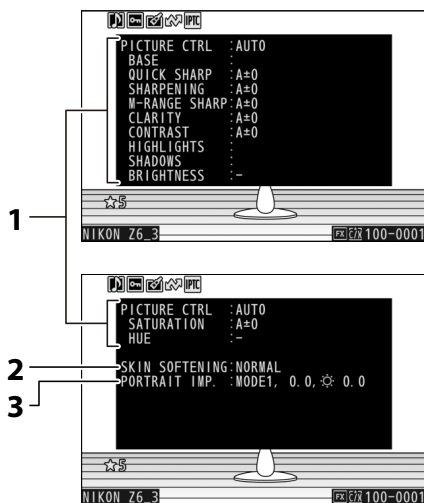 IPTC
PICTURE CTRL :AUTO
BASE :
QUICK SHARP :A±0
SHARPENING :A±0
M-RANGE SHARP:A±0
CLARITY :A±0
CONTRAST :A±0
HIGHLIGHTS :
SHADOWS :
BRIGHTNESS :–
1
☆5
NIKON Z6_3 FX C/X 100-0001
IPTC
PICTURE CTRL :AUTO
SATURATION :A±0
HUE :–
2
SKIN SOFTENING:NORMAL
3
PORTRAIT IMP. :MODE1, 0.0,☼ 0.0
☆5
NIKON Z6_3 FX C/X 100-0001